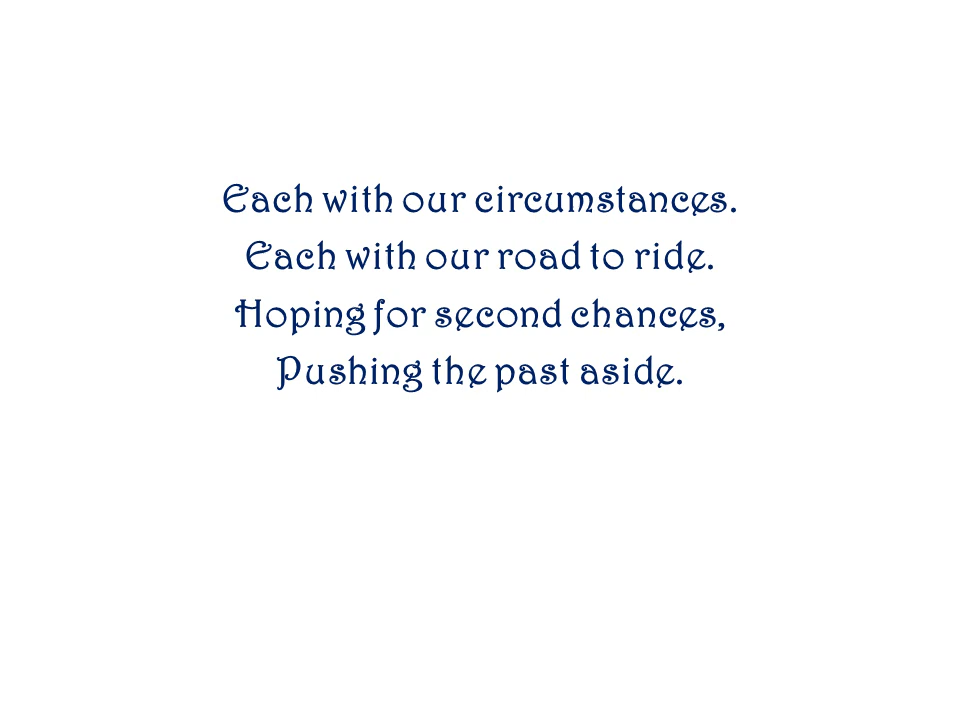 Each with our circumstances.
Each with our road to ride.
Hoping for second chances,
Pushing the past aside.